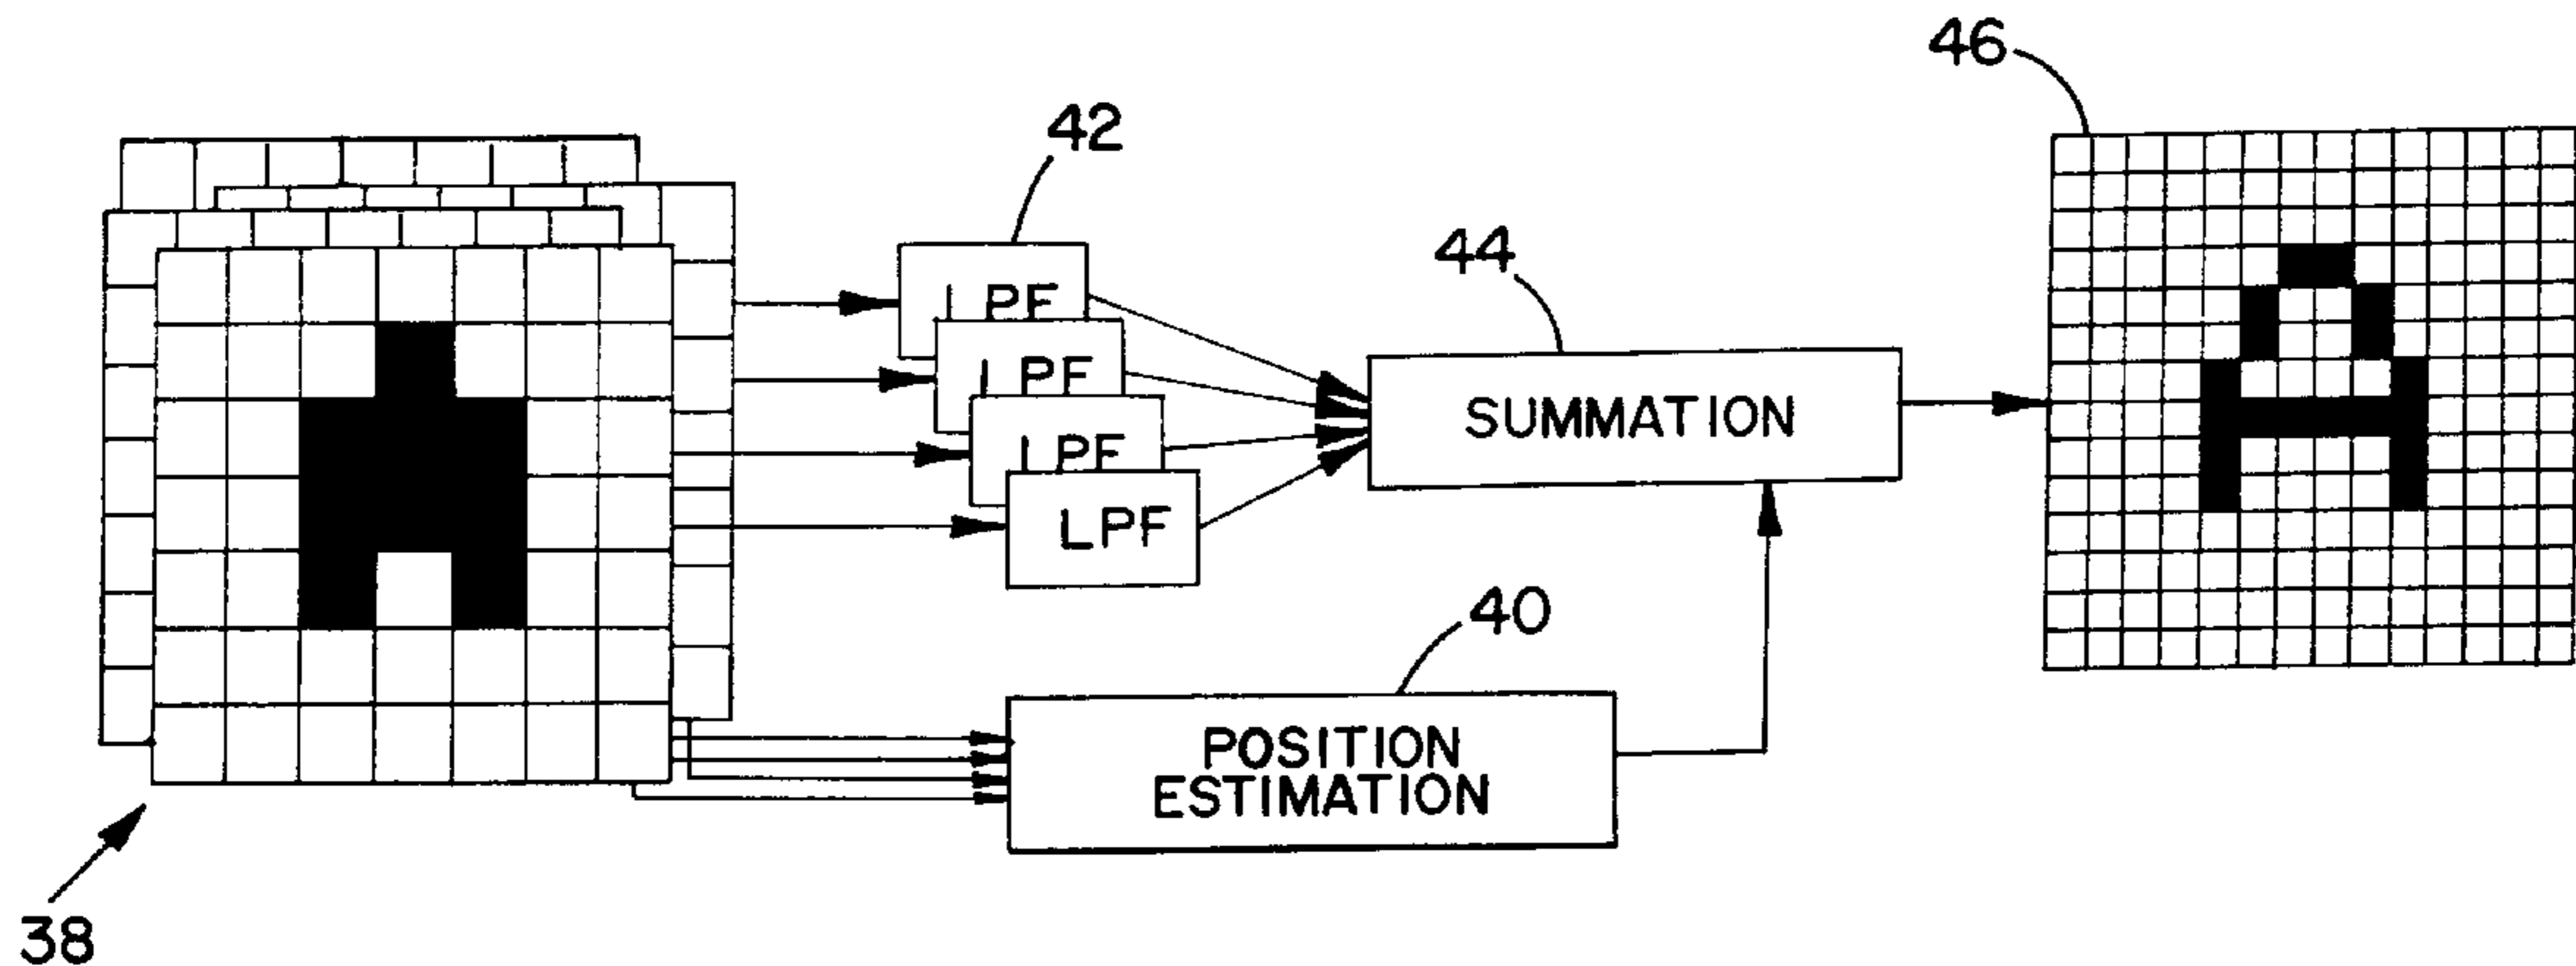 46
42
44
LPF
LPF
LPF
LPF
SUMMATION
40
POSITION
ESTIMATION
38